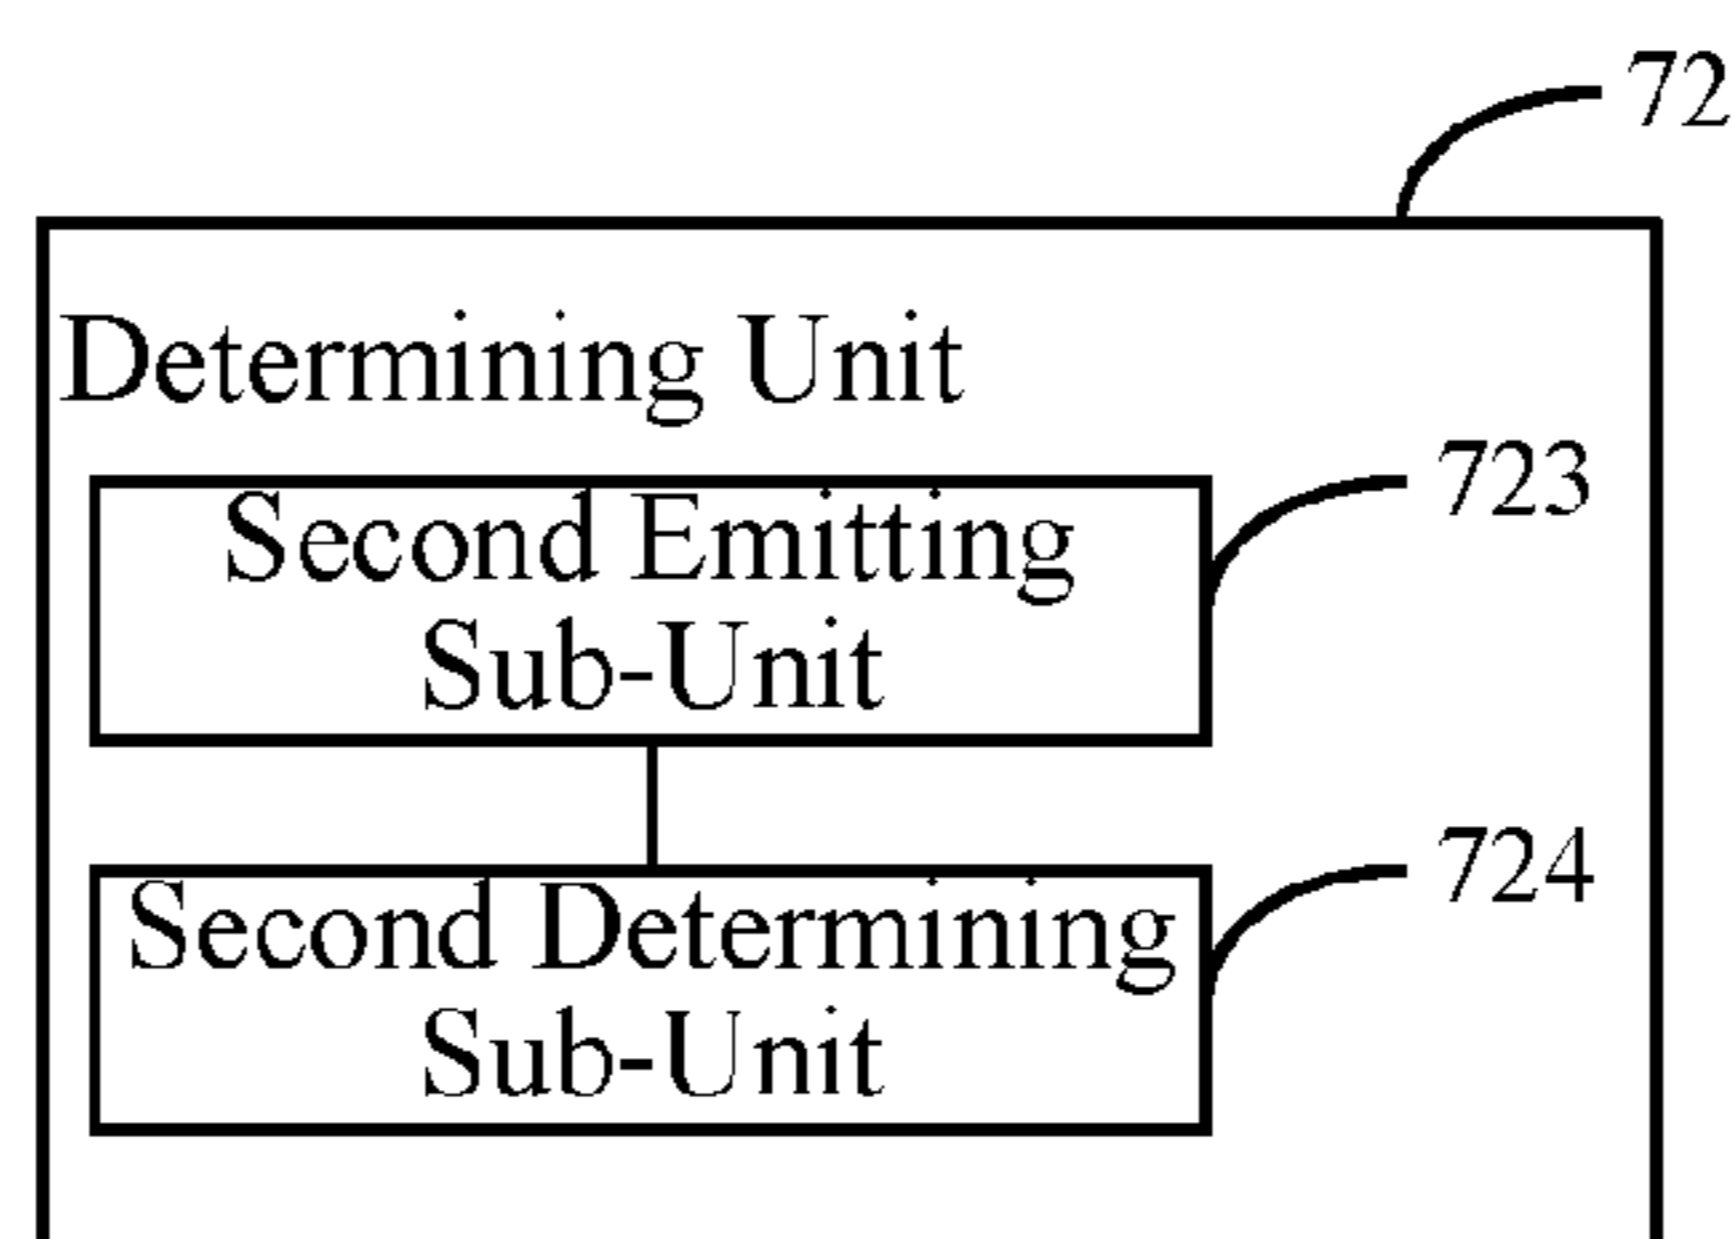 72
Determining Unit
723
Second Emitting
Sub-Unit
724
Second Determining
Sub-Unit